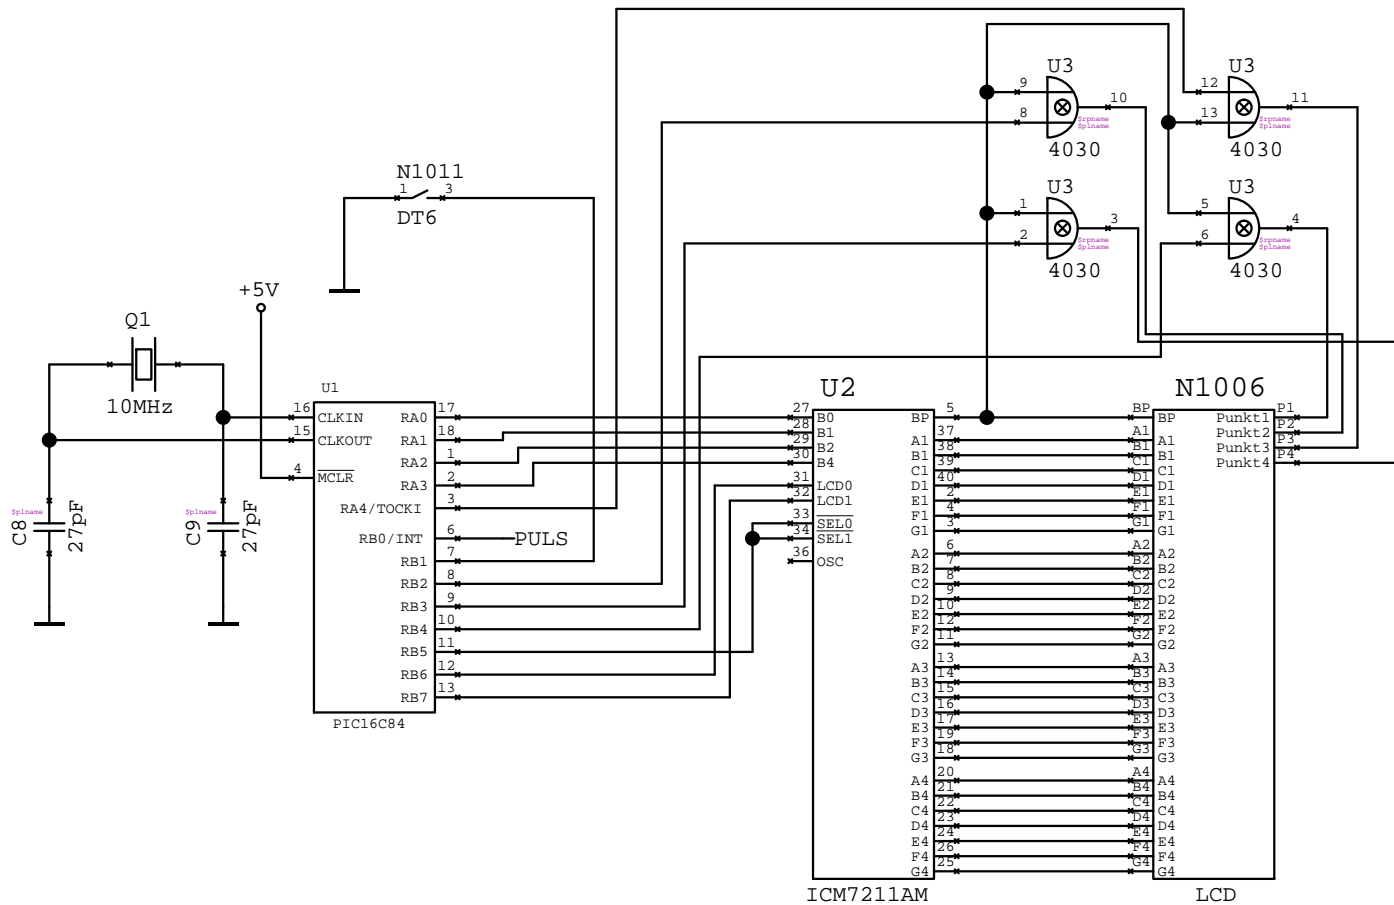 U3
U3
9
10
12
11
8
13
$rpname
$plname
$rpname
$plname
4030
4030
N1011
1
3
DT6
U3
U3
1
3
5
4
2
6
$rpname
$plname
$rpname
$plname
4030
4030
+5V
Q1
10MHz
U1
16 CLKIN RA0 17
15 CLKOUT RA1 18
RA2 1
4 MCLR
RA3 2
RA4/TOCKI 3
RB0/INT 6 PULS
RB1 7
RB2 8
RB3 9
RB4 10
RB5 11
RB6 12
RB7 13
PIC16C84
$plname
C8
27pF
$plname
C9
27pF
U2
27 B0 BP 5
28 B1 A1 37
29 B2 B1 38
30 B4 C1 39
31 LCD0 D1 40
32 LCD1 E1 2
F1 4
33 SEL0
G1 3
34 SEL1
36 OSC
A2 6
B2 7
C2 8
D2 9
E2 10
F2 12
G2 11
A3 13
B3 14
C3 15
D3 16
E3 17
F3 19
G3 18
A4 20
B4 21
C4 22
D4 23
E4 24
F4 26
G4 25
ICM7211AM
N1006
BP BP Punkt1 P1
Punkt2 P2
A1 A1 Punkt3 P3
B1 B1 Punkt4 P4
C1 C1
D1 D1
E1 E1
F1 F1
G1 G1
A2 A2
B2 B2
C2 C2
D2 D2
E2 E2
F2 F2
G2 G2
A3 A3
B3 B3
C3 C3
D3 D3
E3 E3
F3 F3
G3 G3
A4 A4
B4 B4
C4 C4
D4 D4
E4 E4
F4 F4
G4 G4
LCD